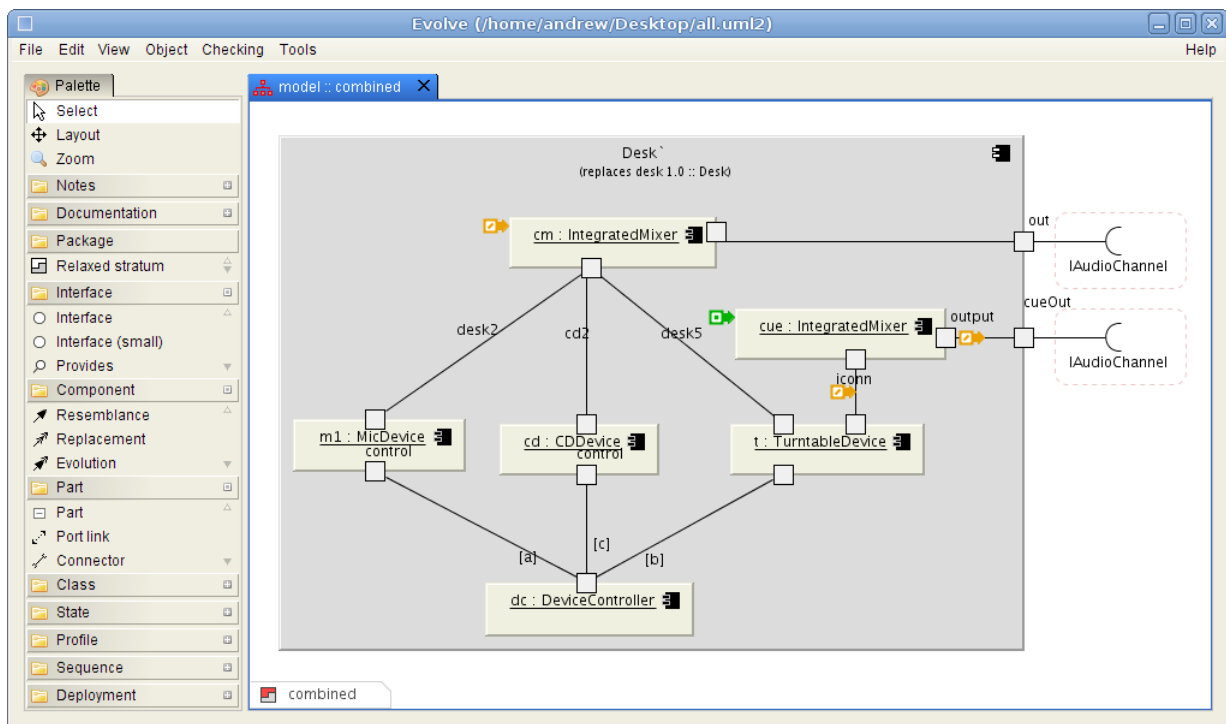 Evolve (/home/andrew/Desktop/all.uml2)
File Edit View Object Checking Tools Help
Palette
Select
Layout
Zoom
Notes
Documentation
Package
Relaxed stratum
Interface
Interface
Interface (small)
Provides
Component
Resemblance
Replacement
Evolution
Part
Part
Port link
Connector
Class
State
Profile
Sequence
Deployment
model :: combined
Desk`
(replaces desk 1.0 :: Desk)
cm : IntegratedMixer
out
IAudioChannel
desk2
cd2
desk5
cue : IntegratedMixer
output
cueOut
IAudioChannel
iconn
m1 : MicDevice
control
cd : CDDevice
control
t : TurntableDevice
[a]
[c]
[b]
dc : DeviceController
combined